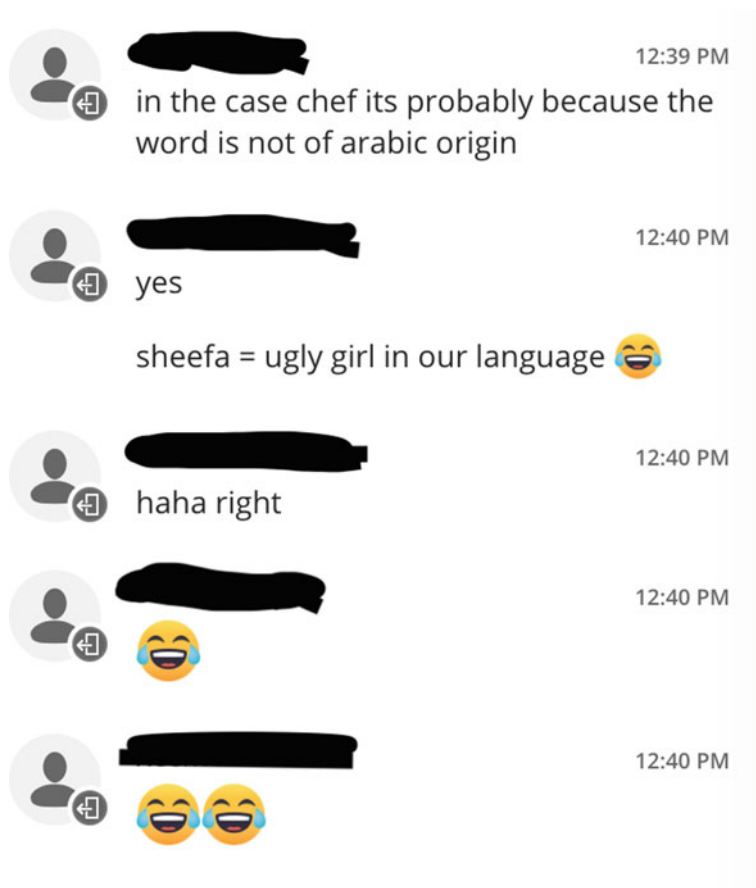 12:39 PM
in the case chef its probably because the
word is not of arabic origin
12:40 PM
yes
sheefa = ugly girl in our language 😂
12:40 PM
haha right
12:40 PM
😂
12:40 PM
😂😂